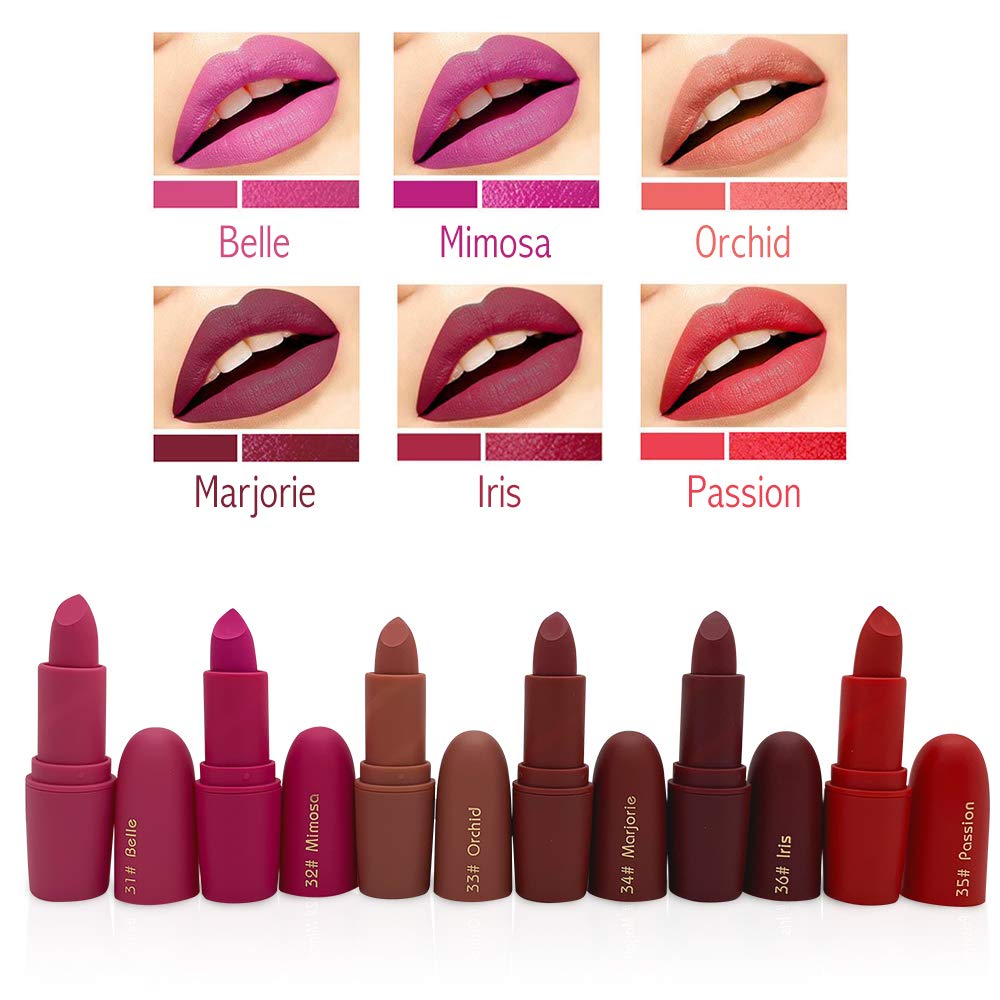 Belle
Mimosa
Orchid
Marjorie
Iris
Passion
31# Belle
32# Mimosa
33# Orchid
34# Marjorie
36# Iris
35# Passion